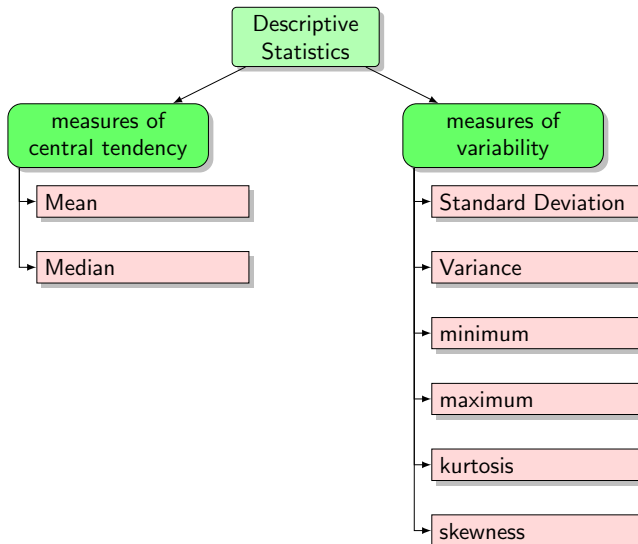 Descriptive
Statistics
measures of
central tendency
measures of
variability
Mean
Median
Standard Deviation
Variance
minimum
maximum
kurtosis
skewness